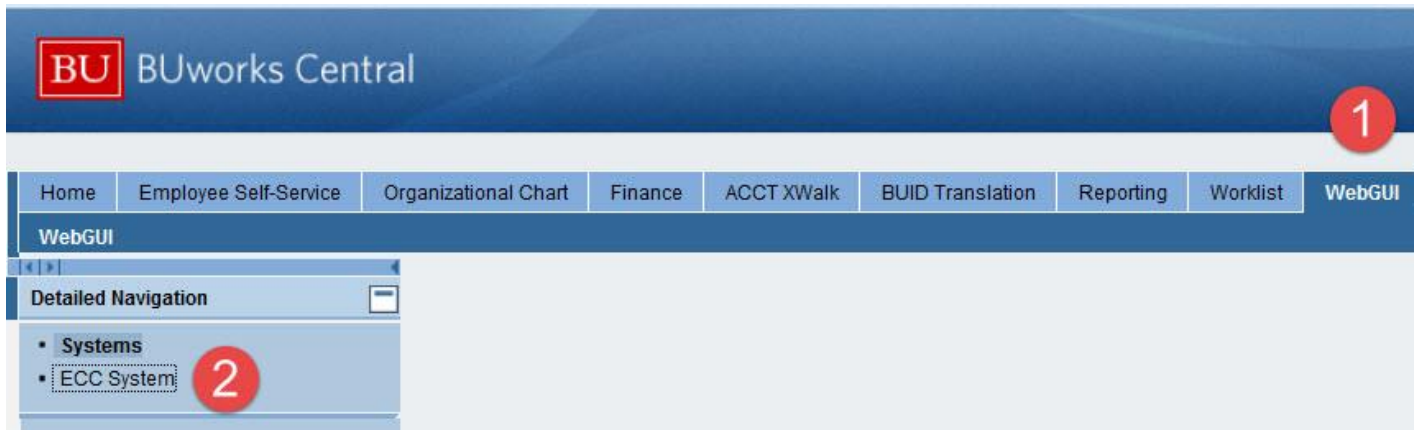 BU BUworks Central
1
Home Employee Self-Service Organizational Chart Finance ACCT XWalk BUID Translation Reporting Worklist WebGUI
WebGUI
Detailed Navigation
• Systems
• ECC System 2